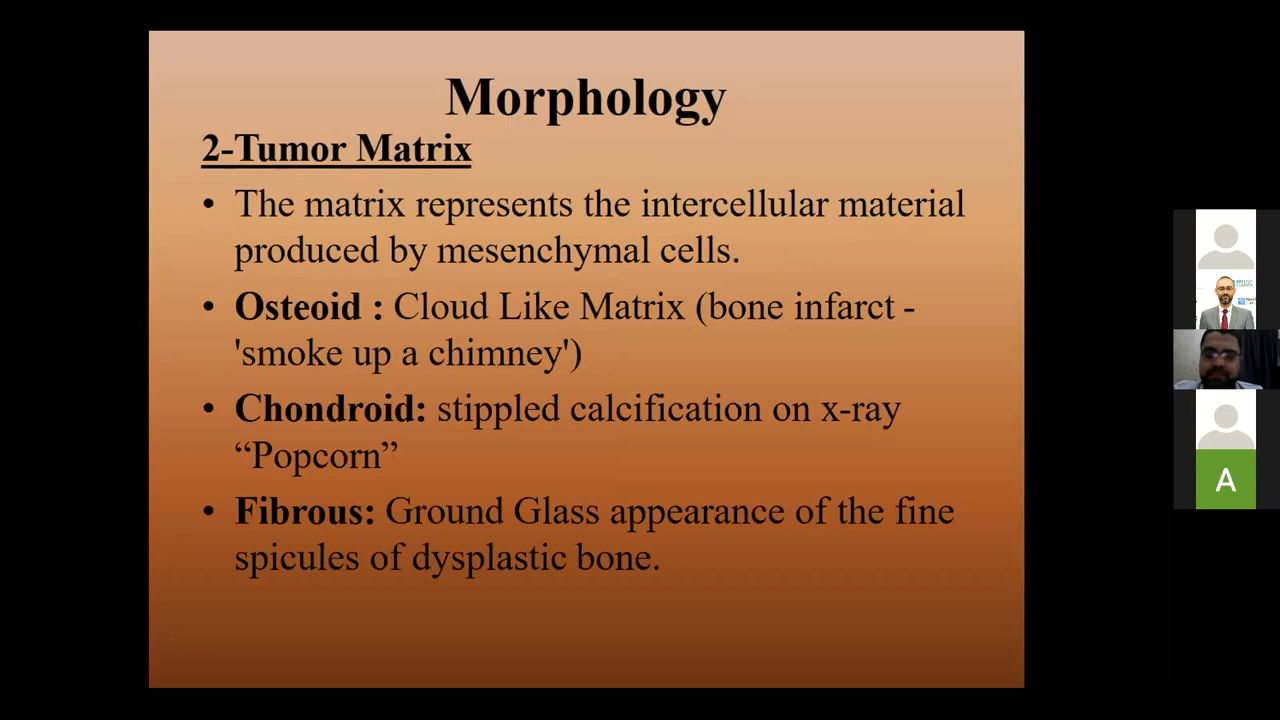 Morphology
2-Tumor Matrix
• The matrix represents the intercellular material
produced by mesenchymal cells.
• Osteoid : Cloud Like Matrix (bone infarct -
'smoke up a chimney')
• Chondroid: stippled calcification on x-ray
“Popcorn”
• Fibrous: Ground Glass appearance of the fine
spicules of dysplastic bone.
A